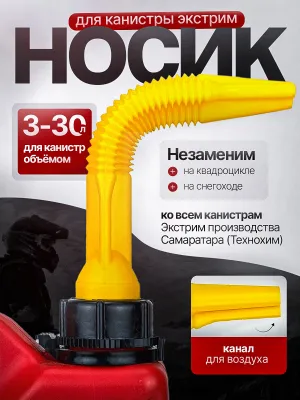 для канистры экстрим
НОСИК
3-30л
для канистр
объёмом
Незаменим
+ на квадроцикле
+ на снегоходе
ко всем канистрам
Экстрим производства
Самаратара (Технохим)
канал
для воздуха